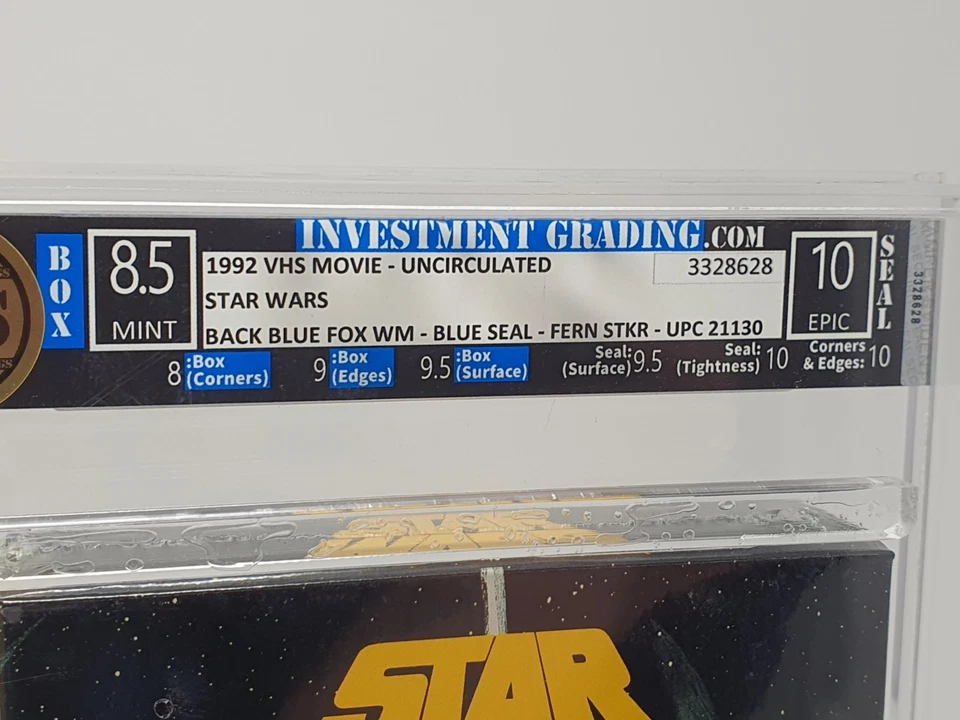 INVESTMENT GRADING.COM
BOX
8.5
MINT
1992 VHS MOVIE - UNCIRCULATED
3328628
STAR WARS
BACK BLUE FOX WM - BLUE SEAL - FERN STKR - UPC 21130
10
EPIC
SEAL
8 :Box (Corners)
9 :Box (Edges)
9.5 :Box (Surface)
Seal: (Surface) 9.5
Seal: (Tightness) 10
Corners & Edges: 10
3328628
STAR